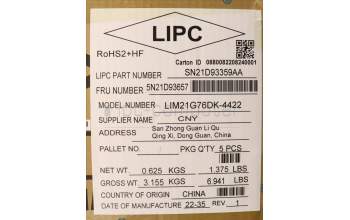 LIPC
RoHS2+HF
Carton ID 0880082208240001
LIPC PART NUMBER SN21D93359AA
FRU NUMBER 5N21D93657
MODEL NUMBER LIM21G76DK-4422
SUPPLIER NAME CNY
ADDRESS San Zhong Guan Li Qu
Qing Xi, Dong Guan, China
PALLET NO / PKG Q'TY 5 PCS
NET WT. 0.625 KGS 1.375 LBS
GROSS WT. 3.155 KGS 6.941 LBS
COUNTRY OF ORIGIN CHINA
DATE OF MANUFACTURE 22-35 REV. 1